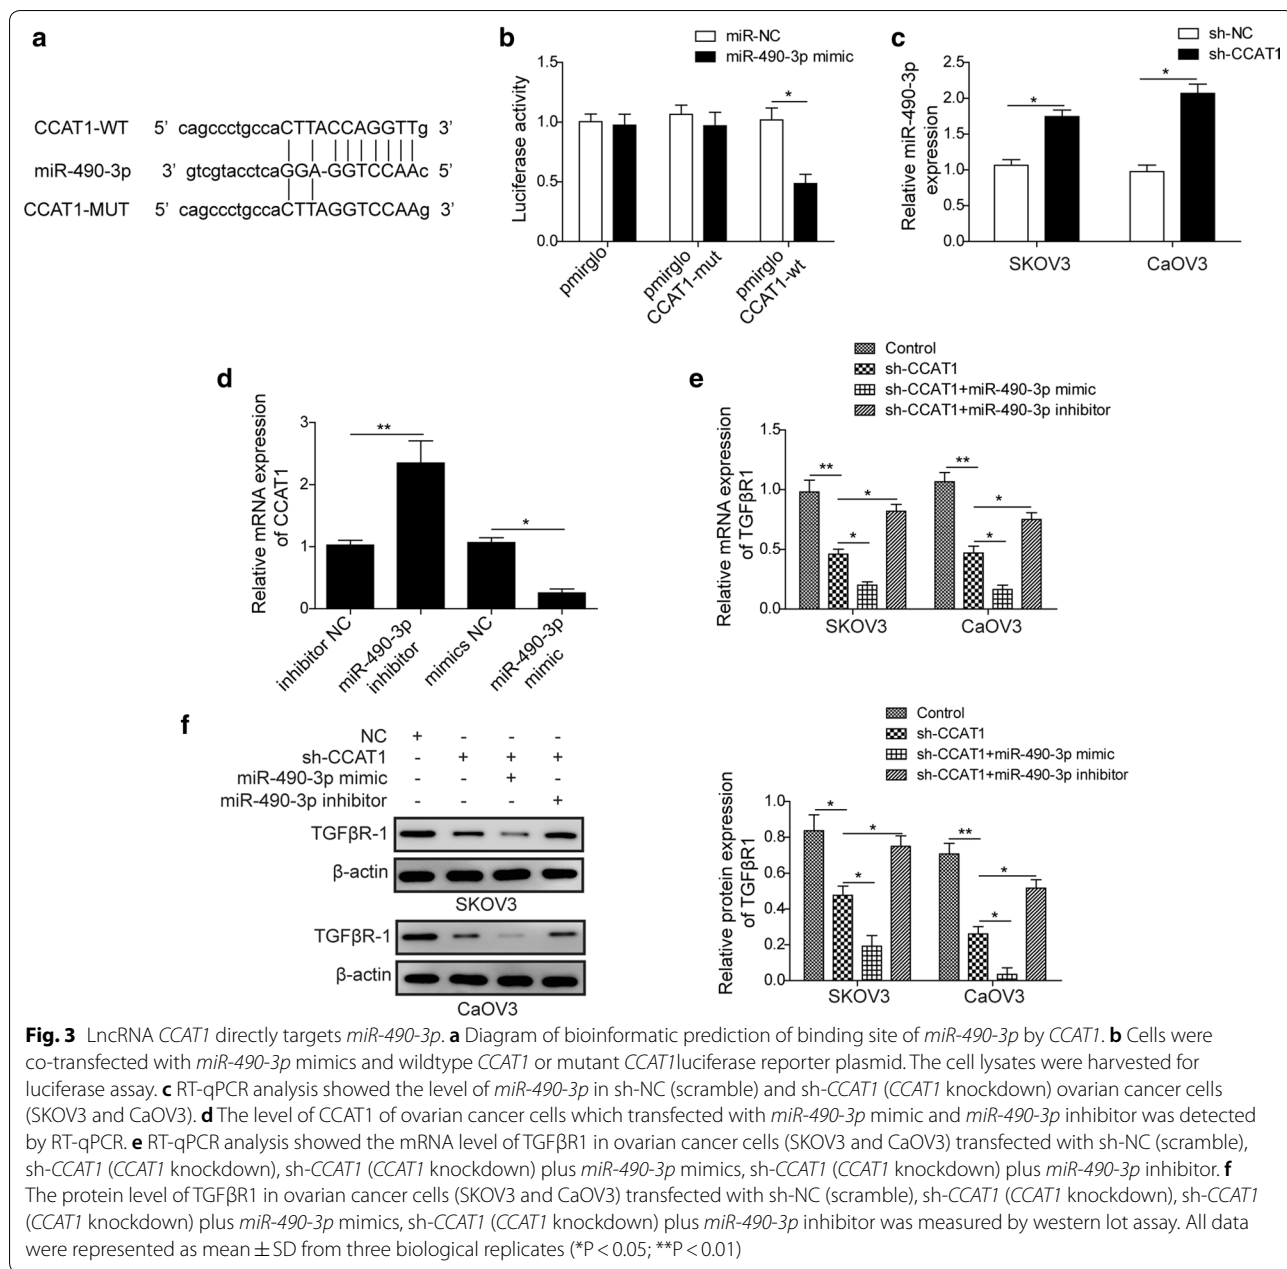 a
CCAT1-WT 5’ cagccctgccaCTTACCAGGTTg 3’
miR-490-3p 3’ gtcgtacctcaGGA-GGTCCAAc 5’
CCAT1-MUT 5’ cagccctgccaCTTAGGTCCAAg 3’
b
miR-NC
miR-490-3p mimic
Luciferase activity
1.5
1.0
0.5
0.0
*
pmirglo
pmirglo
CCAT1-mut
pmirglo
CCAT1-wt
c
sh-NC
sh-CCAT1
Relative miR-490-3p
expression
2.5
2.0
1.5
1.0
0.5
0.0
*
*
SKOV3
CaOV3
d
Relative mRNA expression
of CCAT1
3
2
1
0
**
*
inhibitor NC
miR-490-3p
inhibitor
mimics NC
miR-490-3p
mimic
e
Control
sh-CCAT1
sh-CCAT1+miR-490-3p mimic
sh-CCAT1+miR-490-3p inhibitor
Relative mRNA expression
of TGFβR1
1.5
1.0
0.5
0.0
**
*
*
**
*
*
SKOV3
CaOV3
f
NC + - - -
sh-CCAT1 - + + +
miR-490-3p mimic - - + -
miR-490-3p inhibitor - - - +
TGFβR-1
β-actin
SKOV3
TGFβR-1
β-actin
CaOV3
Control
sh-CCAT1
sh-CCAT1+miR-490-3p mimic
sh-CCAT1+miR-490-3p inhibitor
Relative protein expression
of TGFβR1
1.0
0.8
0.6
0.4
0.2
0.0
*
*
*
**
*
*
SKOV3
CaOV3
Fig. 3 LncRNA CCAT1 directly targets miR-490-3p. a Diagram of bioinformatic prediction of binding site of miR-490-3p by CCAT1. b Cells were
co-transfected with miR-490-3p mimics and wildtype CCAT1 or mutant CCAT1luciferase reporter plasmid. The cell lysates were harvested for
luciferase assay. c RT-qPCR analysis showed the level of miR-490-3p in sh-NC (scramble) and sh-CCAT1 (CCAT1 knockdown) ovarian cancer cells
(SKOV3 and CaOV3). d The level of CCAT1 of ovarian cancer cells which transfected with miR-490-3p mimic and miR-490-3p inhibitor was detected
by RT-qPCR. e RT-qPCR analysis showed the mRNA level of TGFβR1 in ovarian cancer cells (SKOV3 and CaOV3) transfected with sh-NC (scramble),
sh-CCAT1 (CCAT1 knockdown), sh-CCAT1 (CCAT1 knockdown) plus miR-490-3p mimics, sh-CCAT1 (CCAT1 knockdown) plus miR-490-3p inhibitor. f
The protein level of TGFβR1 in ovarian cancer cells (SKOV3 and CaOV3) transfected with sh-NC (scramble), sh-CCAT1 (CCAT1 knockdown), sh-CCAT1
(CCAT1 knockdown) plus miR-490-3p mimics, sh-CCAT1 (CCAT1 knockdown) plus miR-490-3p inhibitor was measured by western lot assay. All data
were represented as mean ± SD from three biological replicates (*P < 0.05; **P < 0.01)